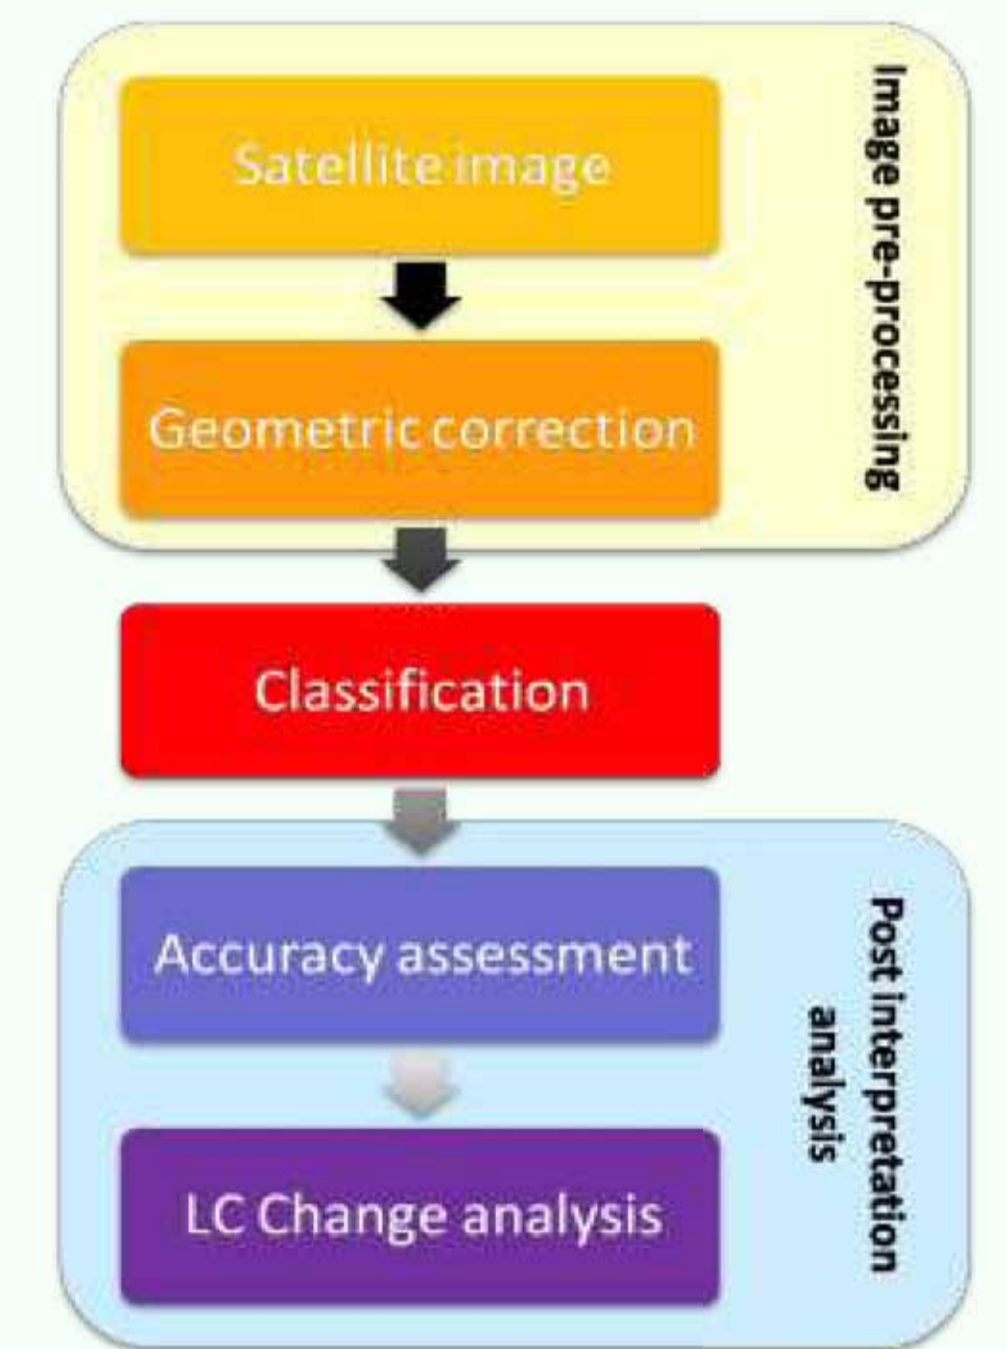 Satellite image
Image pre-processing
Geometric correction
Classification
Accuracy assessment
Post interpretation
analysis
LC Change analysis